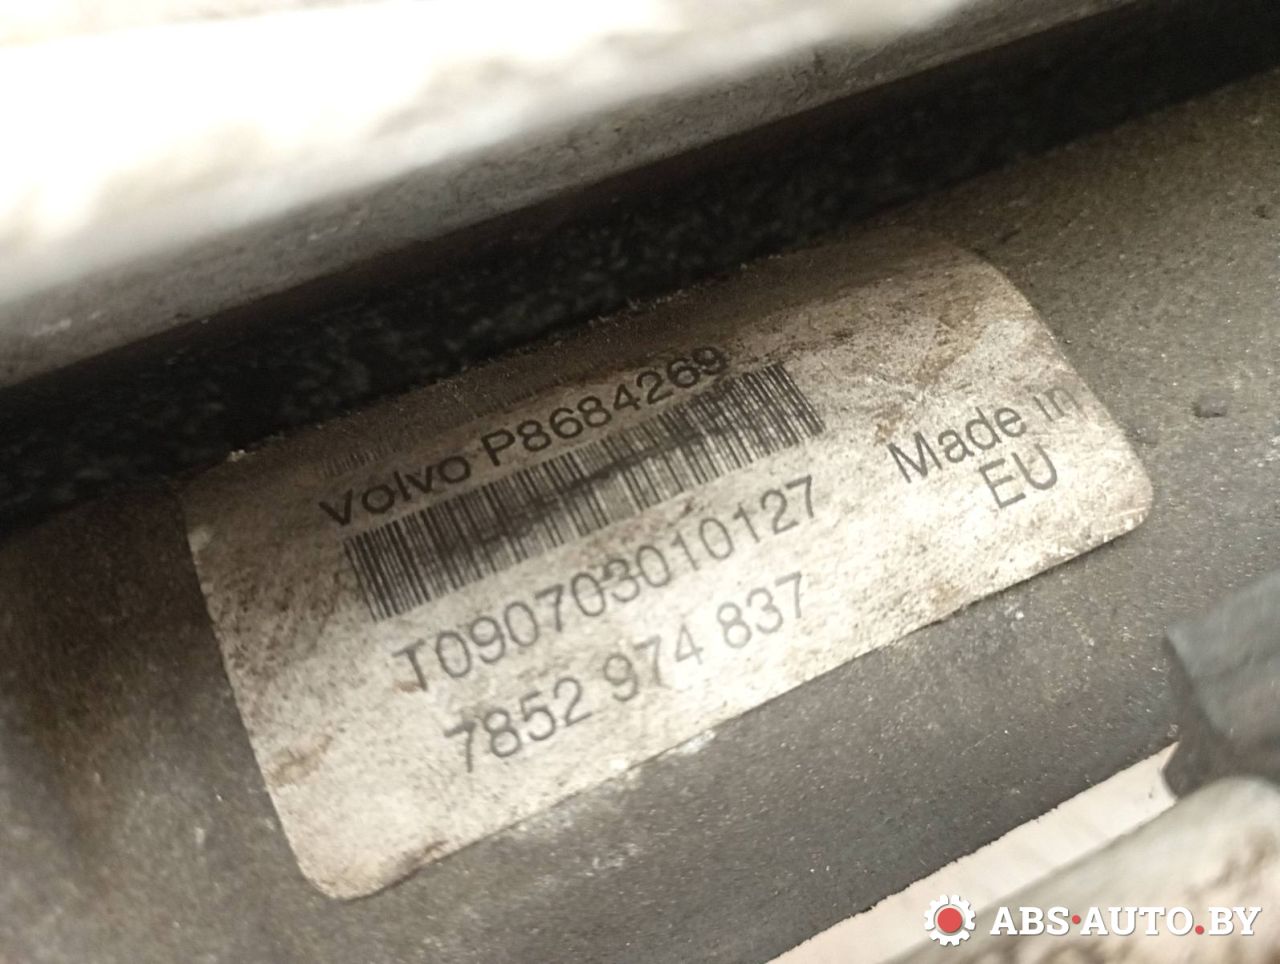 Volvo P8684269
T090703010127
7852 974 837
Made in
EU
ABS·AUTO.BY